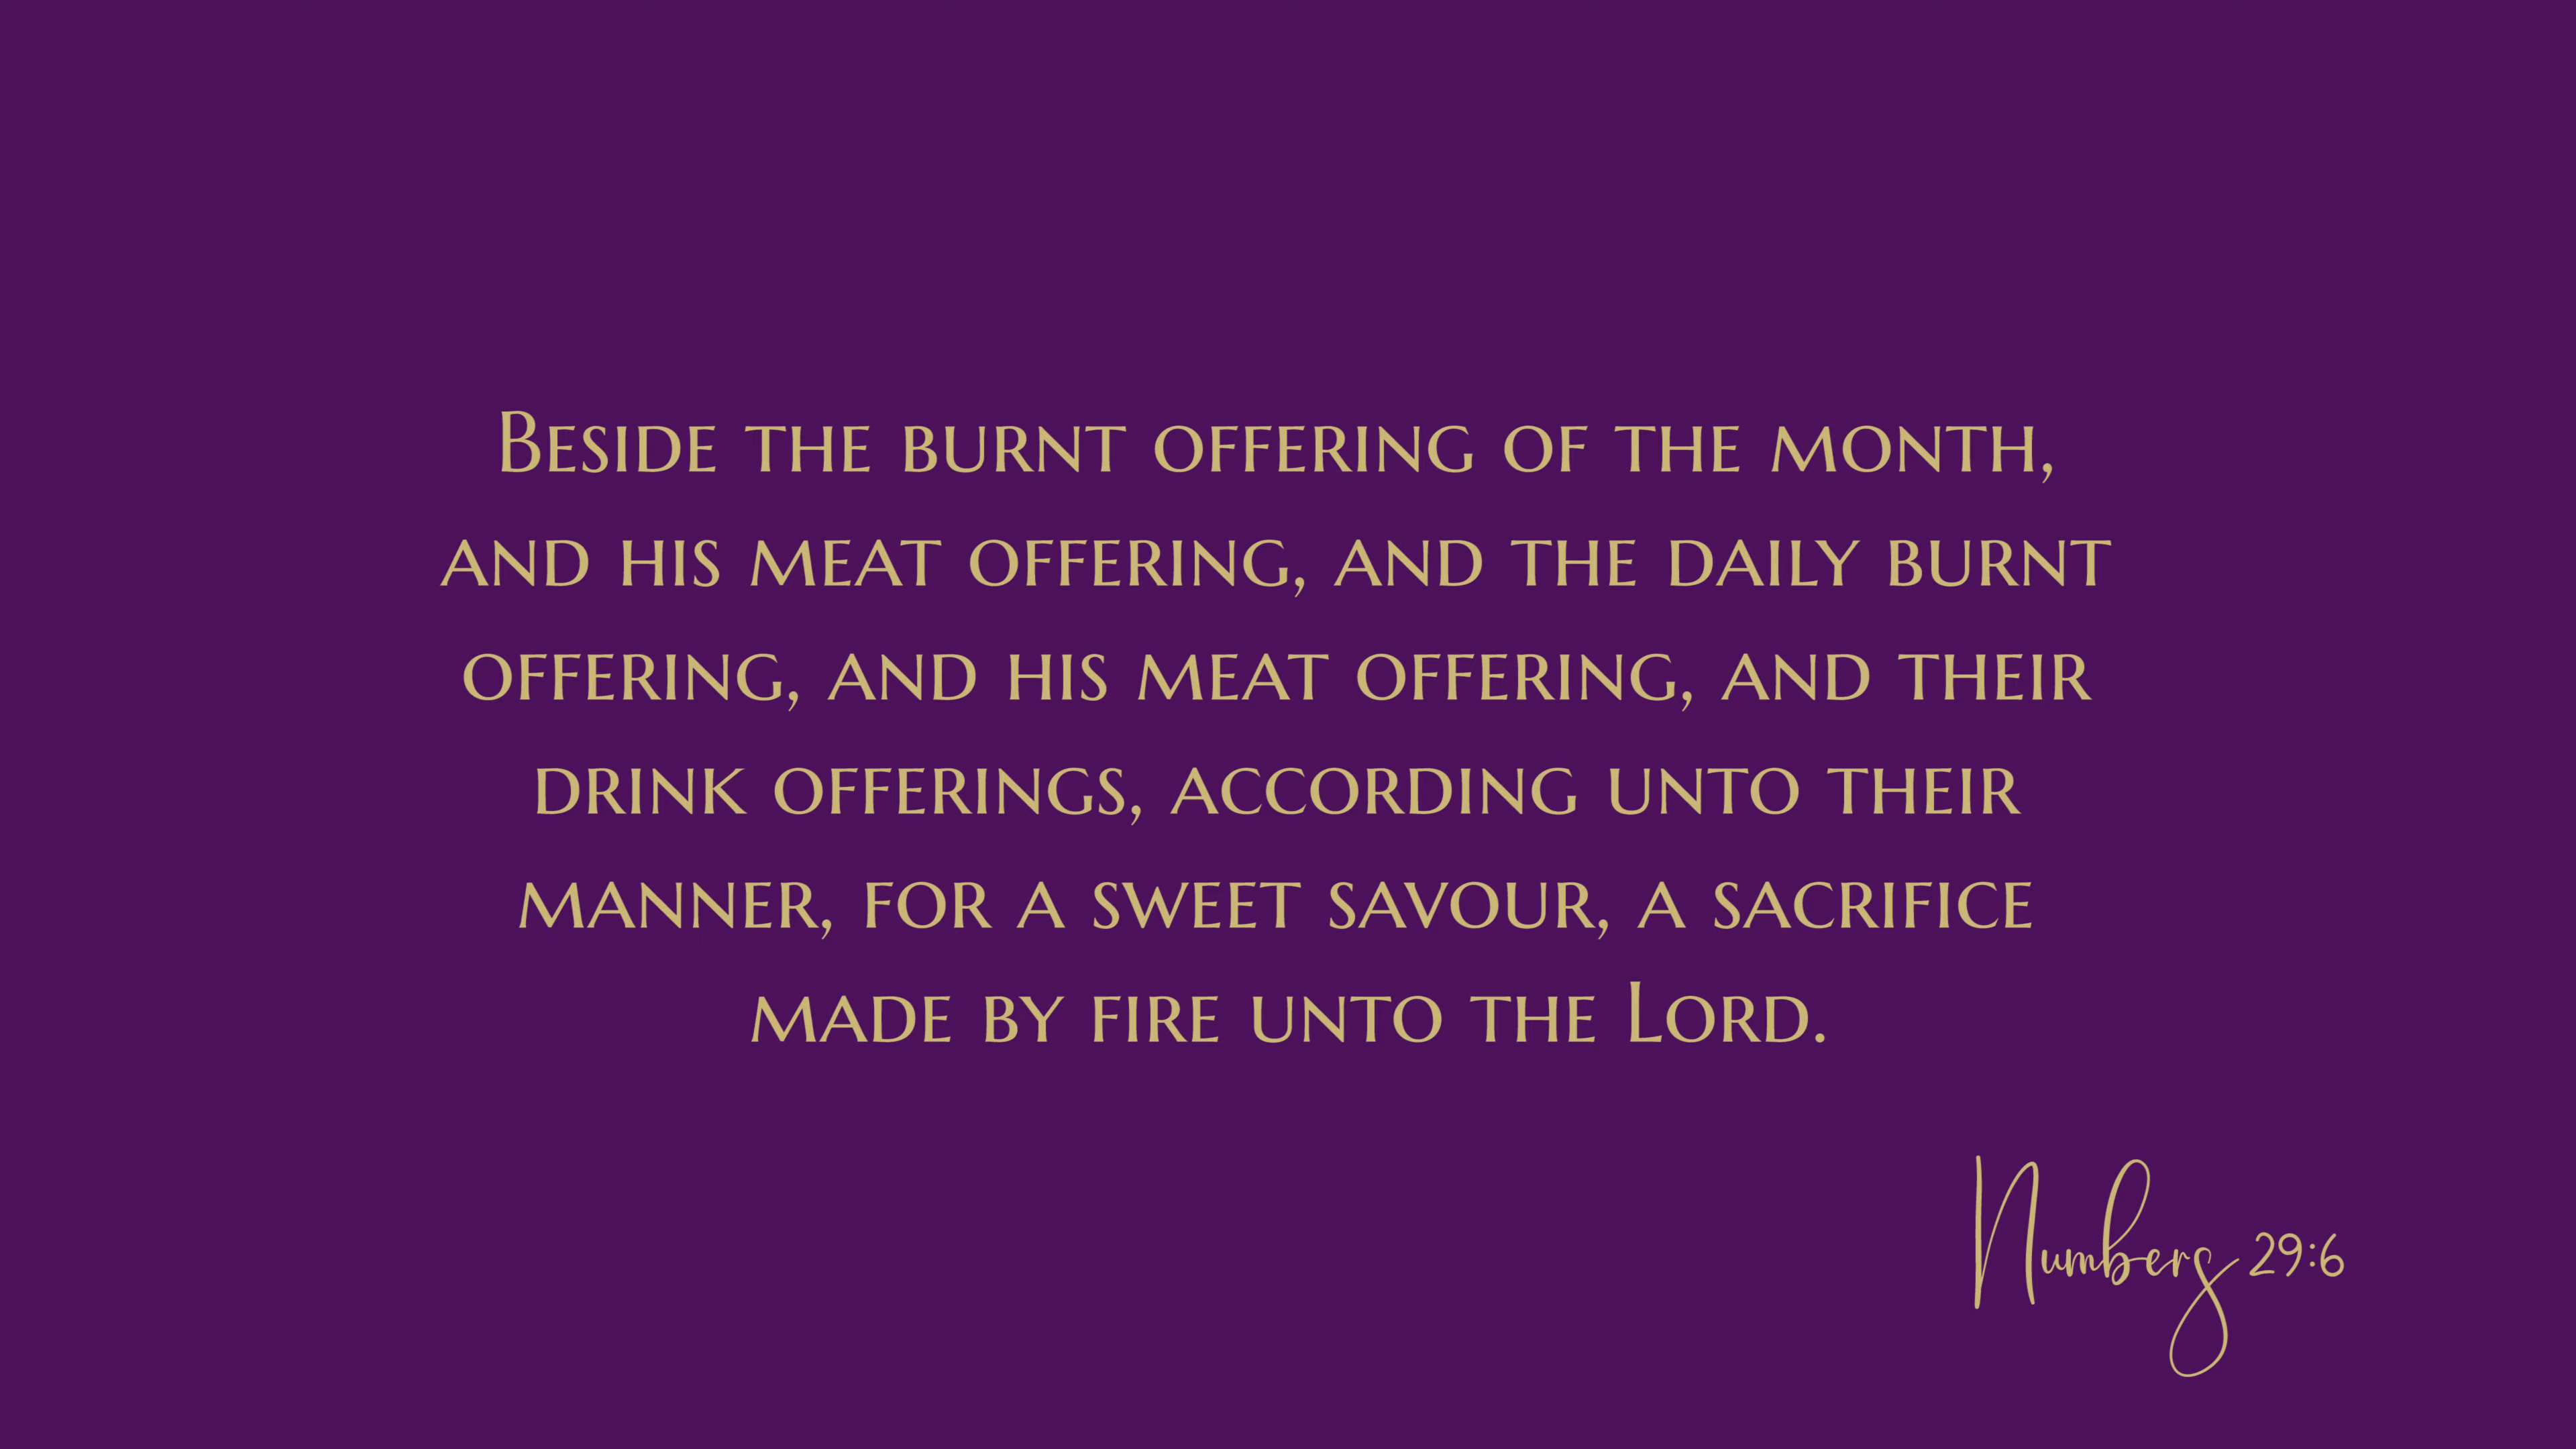 Beside the burnt offering of the month,
and his meat offering, and the daily burnt
offering, and his meat offering, and their
drink offerings, according unto their
manner, for a sweet savour, a sacrifice
made by fire unto the Lord.
Numbers 29:6